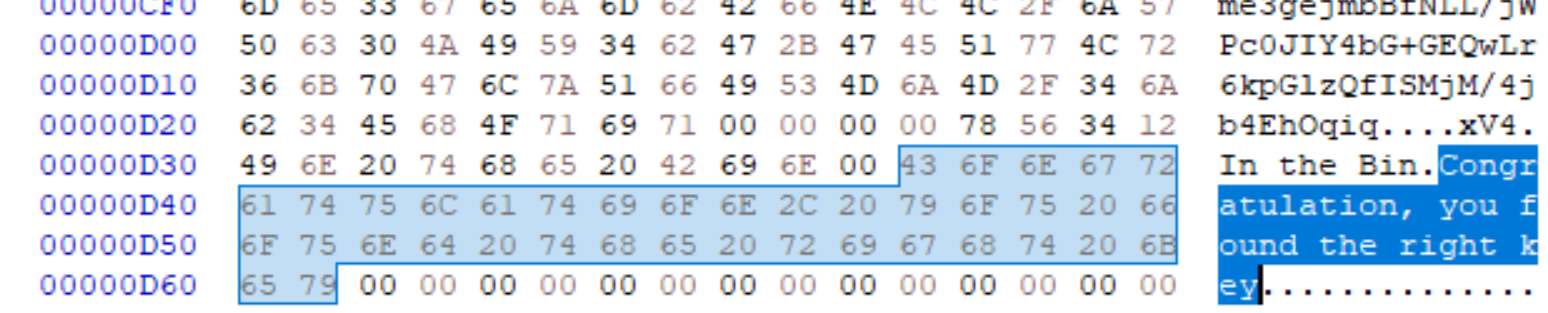 00000CF0 6D 65 33 67 65 6A 6D 62 42 66 4E 4C 4C 2F 6A 57 me3gejmbBfNLL/jW
00000D00 50 63 30 4A 49 59 34 62 47 2B 47 45 51 77 4C 72 Pc0JIY4bG+GEQwLr
00000D10 36 6B 70 47 6C 7A 51 66 49 53 4D 6A 4D 2F 34 6A 6kpGlzQfISMjM/4j
00000D20 62 34 45 68 4F 71 69 71 00 00 00 00 78 56 34 12 b4EhOqiq....xV4.
00000D30 49 6E 20 74 68 65 20 42 69 6E 00 43 6F 6E 67 72 In the Bin.Congr
00000D40 61 74 75 6C 61 74 69 6F 6E 2C 20 79 6F 75 20 66 atulation, you f
00000D50 6F 75 6E 64 20 74 68 65 20 72 69 67 68 74 20 6B ound the right k
00000D60 65 79 00 00 00 00 00 00 00 00 00 00 00 00 00 00 ey..............